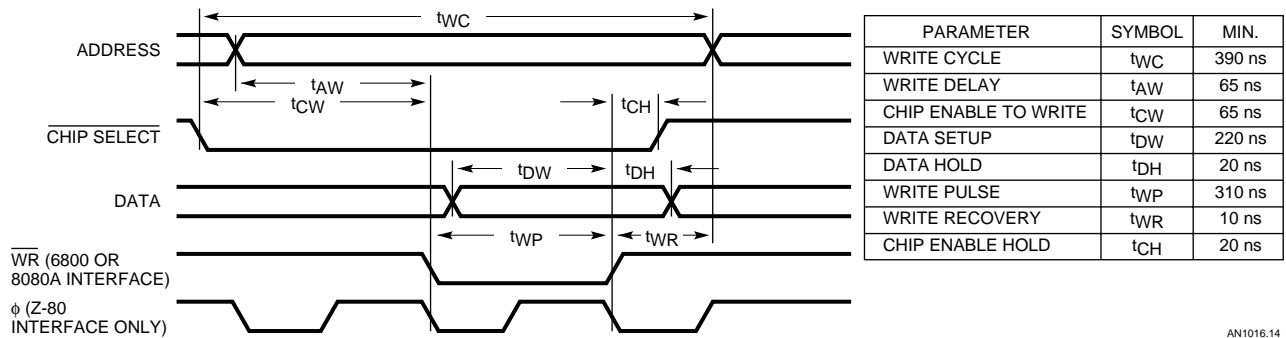 tWC
ADDRESS
tAW
tCW
tCH
CHIP SELECT
tDW
tDH
DATA
tWP
tWR
WR (6800 OR
8080A INTERFACE)
ϕ (Z-80
INTERFACE ONLY)
PARAMETER SYMBOL MIN.
WRITE CYCLE tWC 390 ns
WRITE DELAY tAW 65 ns
CHIP ENABLE TO WRITE tCW 65 ns
DATA SETUP tDW 220 ns
DATA HOLD tDH 20 ns
WRITE PULSE tWP 310 ns
WRITE RECOVERY tWR 10 ns
CHIP ENABLE HOLD tCH 20 ns
AN1016.14